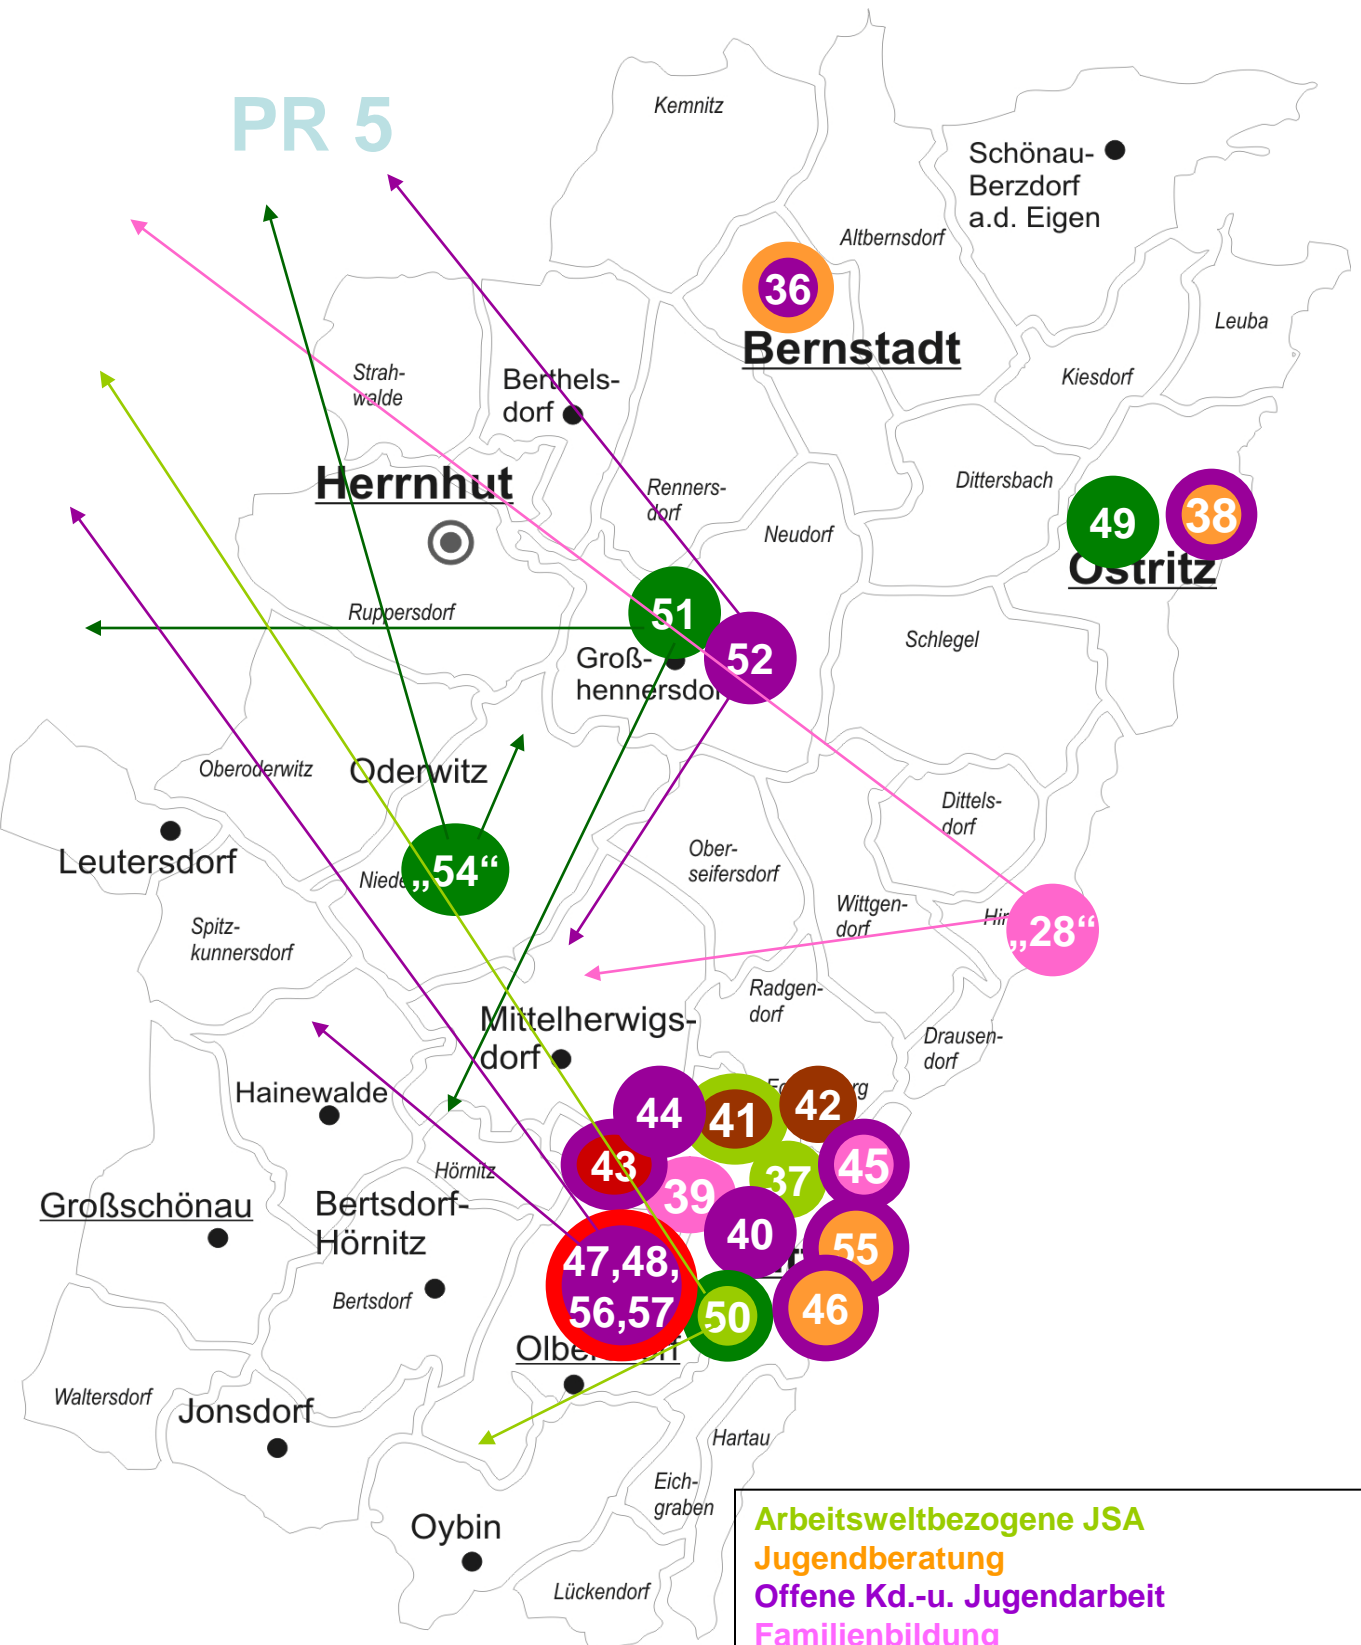 PR 5
Kemnitz
Schönau-
Berzdorf
a.d. Eigen
Altbernsdorf
36
Bernstadt
Leuba
Kiesdorf
Strah-
walde
Berthels-
dorf
Herrnhut
Renners-
dorf
Neudorf
Dittersbach
49
38
Ostritz
Ruppersdorf
51
52
Groß-
hennersdorf
Schlegel
Oberoderwitz
Oderwitz
Dittels-
dorf
Leutersdorf
„54“
Ober-
seifersdorf
Wittgen-
dorf
„28“
Spitz-
kunnersdorf
Radgen-
dorf
Mittelherwigs-
dorf
Drausen-
dorf
Hainewalde
44
41
42
43
39
37
45
Hörnitz
Großschönau
Bertsdorf-
Hörnitz
40
55
47,48,
56,57
50
46
Bertsdorf
Waltersdorf
Jonsdorf
Hartau
Eich-
graben
Oybin
Lückendorf
Arbeitsweltbezogene JSA
Jugendberatung
Offene Kd.-u. Jugendarbeit
Familienbildung